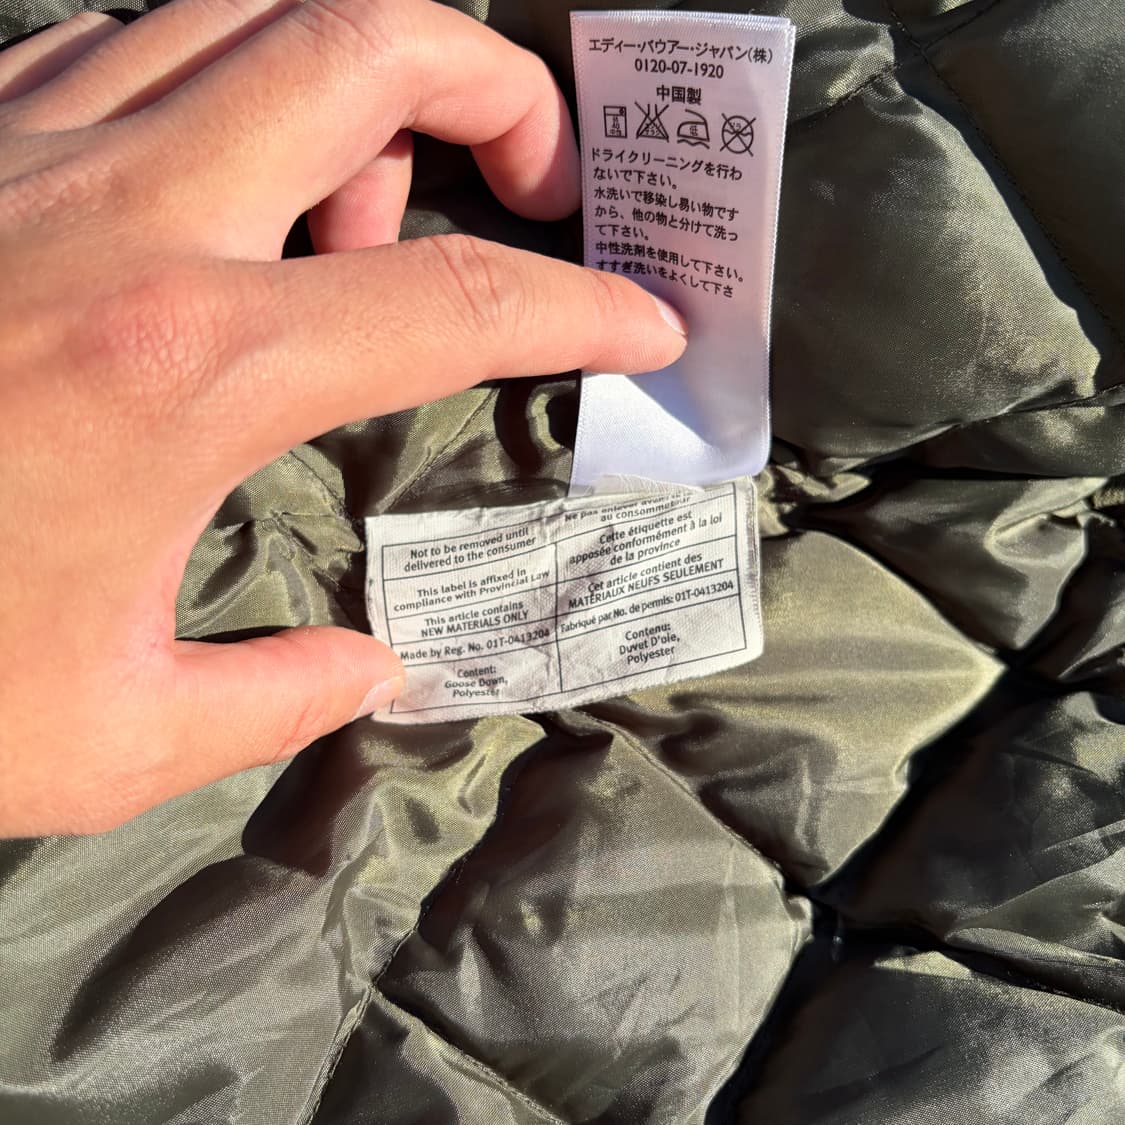 エディー・バウアー・ジャパン(株)
0120-07-1920
中国製
ドライクリーニングを行わ
ないで下さい。
水洗いで移染し易い物です
から、他の物と分けて洗っ
て下さい。
中性洗剤を使用して下さい。
すすぎ洗いをよくして下さ
Not to be removed until
delivered to the consumer
This label is affixed in
compliance with Provincial Law
This article contains
NEW MATERIALS ONLY
Made by Reg. No. 01T-0413204
Content:
Goose Down,
Polyester
Ne pas enlever avant
au consommateur
Cette étiquette est
apposée conformément à la loi
de la province
Cet article contient des
MATÉRIAUX NEUFS SEULEMENT
Fabriqué par No. de permis: 01T-0413204
Contenu:
Duvet D'oie,
Polyester